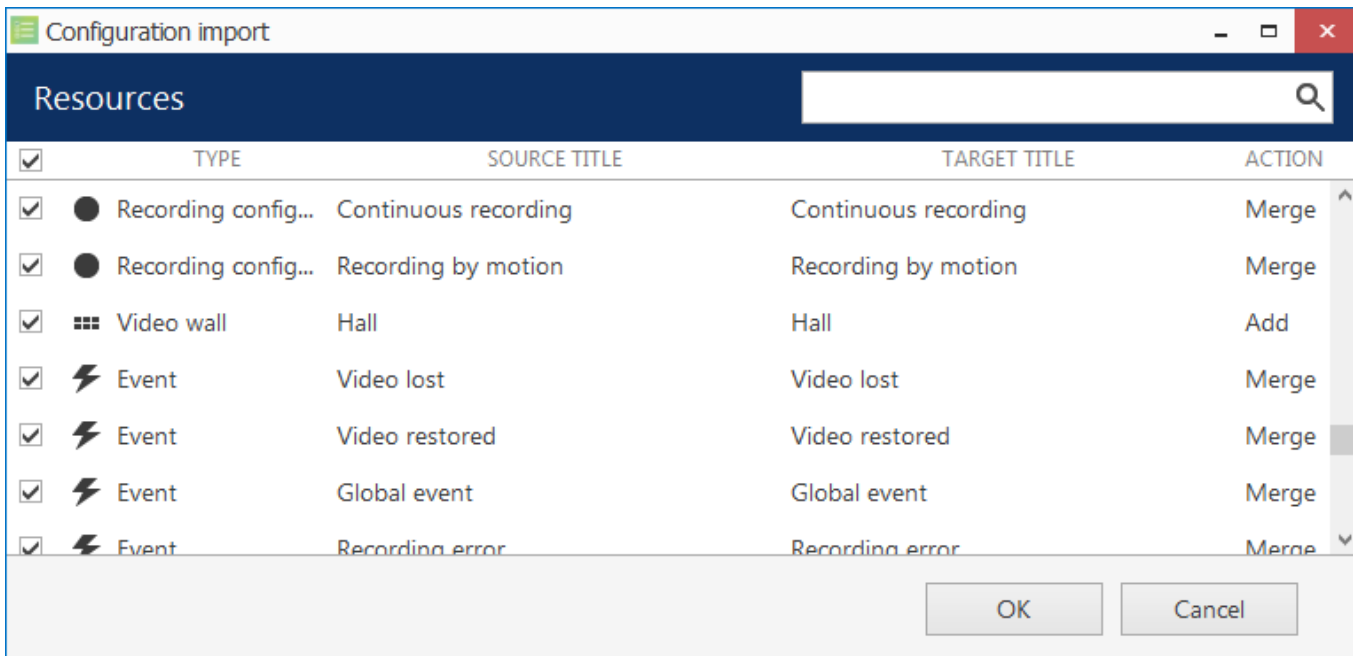 Configuration import
Resources
TYPE SOURCE TITLE TARGET TITLE ACTION
Recording config... Continuous recording Continuous recording Merge
Recording config... Recording by motion Recording by motion Merge
Video wall Hall Hall Add
Event Video lost Video lost Merge
Event Video restored Video restored Merge
Event Global event Global event Merge
Event Recording error Recording error Merge
OK Cancel